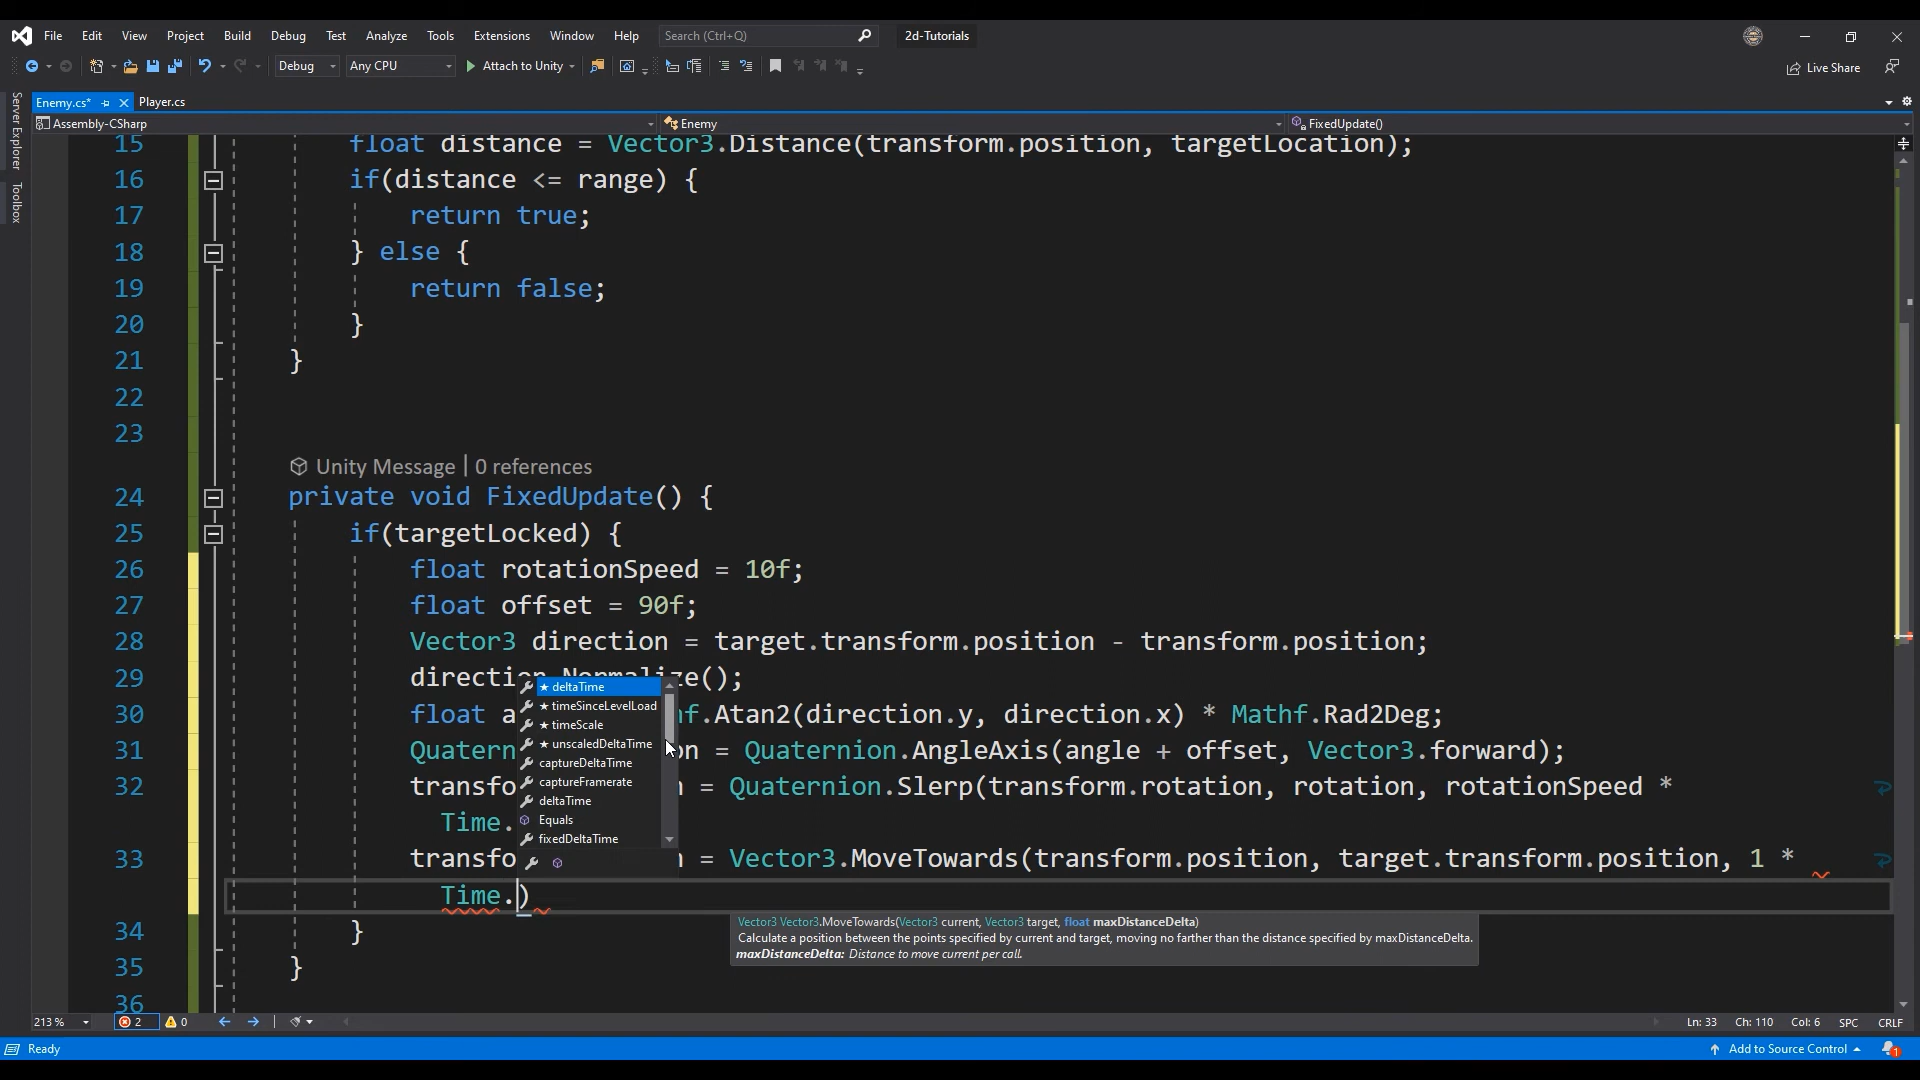 File Edit View Project Build Debug Test Analyze Tools Extensions Window Help Search (Ctrl+Q) 2d-Tutorials
Debug Any CPU Attach to Unity Live Share
Server Explorer
Toolbox
Enemy.cs* Player.cs
Assembly-CSharp Enemy FixedUpdate()
15 float distance = Vector3.Distance(transform.position, targetLocation);
16 if(distance <= range) {
17 return true;
18 } else {
19 return false;
20 }
21 }
22
23
Unity Message | 0 references
24 private void FixedUpdate() {
25 if(targetLocked) {
26 float rotationSpeed = 10f;
27 float offset = 90f;
28 Vector3 direction = target.transform.position - transform.position;
29 direction.Normalize();
30 float a f.Atan2(direction.y, direction.x) * Mathf.Rad2Deg;
31 Quatern on = Quaternion.AngleAxis(angle + offset, Vector3.forward);
32 transfo = Quaternion.Slerp(transform.rotation, rotation, rotationSpeed *
Time.
33 transfo = Vector3.MoveTowards(transform.position, target.transform.position, 1 *
Time.)
34 }
35 }
36
★ deltaTime
★ timeSinceLevelLoad
★ timeScale
★ unscaledDeltaTime
captureDeltaTime
captureFramerate
deltaTime
Equals
fixedDeltaTime
Vector3 Vector3.MoveTowards(Vector3 current, Vector3 target, float maxDistanceDelta)
Calculate a position between the points specified by current and target, moving no farther than the distance specified by maxDistanceDelta.
maxDistanceDelta: Distance to move current per call.
213 % 2 0 Ln: 33 Ch: 110 Col: 6 SPC CRLF
Ready Add to Source Control 1